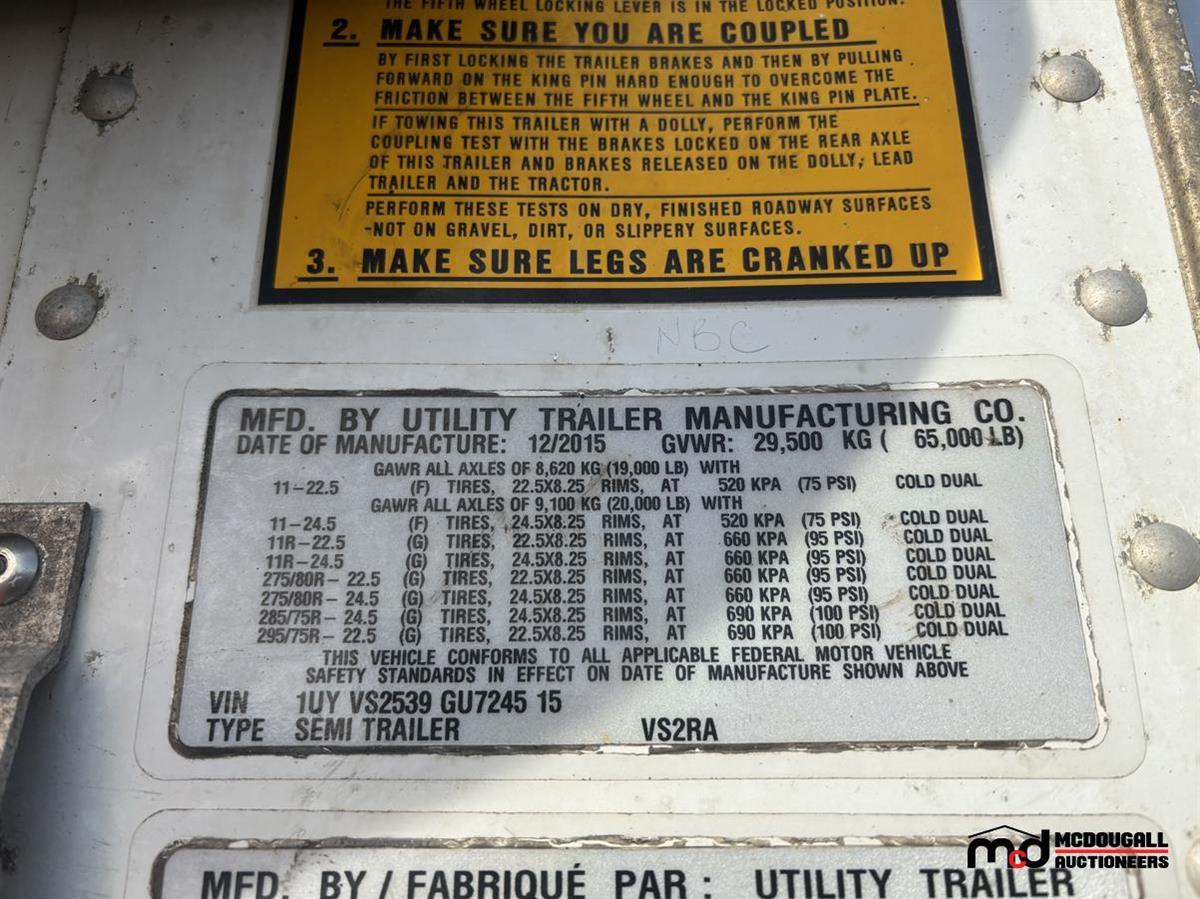 THE FIFTH WHEEL LOCKING LEVER IS IN THE LOCKED POSITION.
2. MAKE SURE YOU ARE COUPLED
BY FIRST LOCKING THE TRAILER BRAKES AND THEN BY PULLING
FORWARD ON THE KING PIN HARD ENOUGH TO OVERCOME THE
FRICTION BETWEEN THE FIFTH WHEEL AND THE KING PIN PLATE.
IF TOWING THIS TRAILER WITH A DOLLY, PERFORM THE
COUPLING TEST WITH THE BRAKES LOCKED ON THE REAR AXLE
OF THIS TRAILER AND BRAKES RELEASED ON THE DOLLY, LEAD
TRAILER AND THE TRACTOR.
PERFORM THESE TESTS ON DRY, FINISHED ROADWAY SURFACES
-NOT ON GRAVEL, DIRT, OR SLIPPERY SURFACES.
3. MAKE SURE LEGS ARE CRANKED UP
NBC
MFD. BY UTILITY TRAILER MANUFACTURING CO.
DATE OF MANUFACTURE: 12/2015 GVWR: 29,500 KG ( 65,000 LB)
GAWR ALL AXLES OF 8,620 KG (19,000 LB) WITH
11-22.5 (F) TIRES, 22.5X8.25 RIMS, AT 520 KPA (75 PSI) COLD DUAL
GAWR ALL AXLES OF 9,100 KG (20,000 LB) WITH
11-24.5 (F) TIRES, 24.5X8.25 RIMS, AT 520 KPA (75 PSI) COLD DUAL
11R-22.5 (G) TIRES, 22.5X8.25 RIMS, AT 660 KPA (95 PSI) COLD DUAL
11R-24.5 (G) TIRES, 24.5X8.25 RIMS, AT 660 KPA (95 PSI) COLD DUAL
275/80R- 22.5 (G) TIRES, 22.5X8.25 RIMS, AT 660 KPA (95 PSI) COLD DUAL
275/80R- 24.5 (G) TIRES, 24.5X8.25 RIMS, AT 660 KPA (95 PSI) COLD DUAL
285/75R- 24.5 (G) TIRES, 24.5X8.25 RIMS, AT 690 KPA (100 PSI) COLD DUAL
295/75R- 22.5 (G) TIRES, 22.5X8.25 RIMS, AT 690 KPA (100 PSI) COLD DUAL
THIS VEHICLE CONFORMS TO ALL APPLICABLE FEDERAL MOTOR VEHICLE
SAFETY STANDARDS IN EFFECT ON DATE OF MANUFACTURE SHOWN ABOVE
VIN 1UY VS2539 GU7245 15
TYPE SEMI TRAILER VS2RA
MFD. BY / FABRIQUÉ PAR : UTILITY TRAILER
mcd MCDOUGALL
AUCTIONEERS